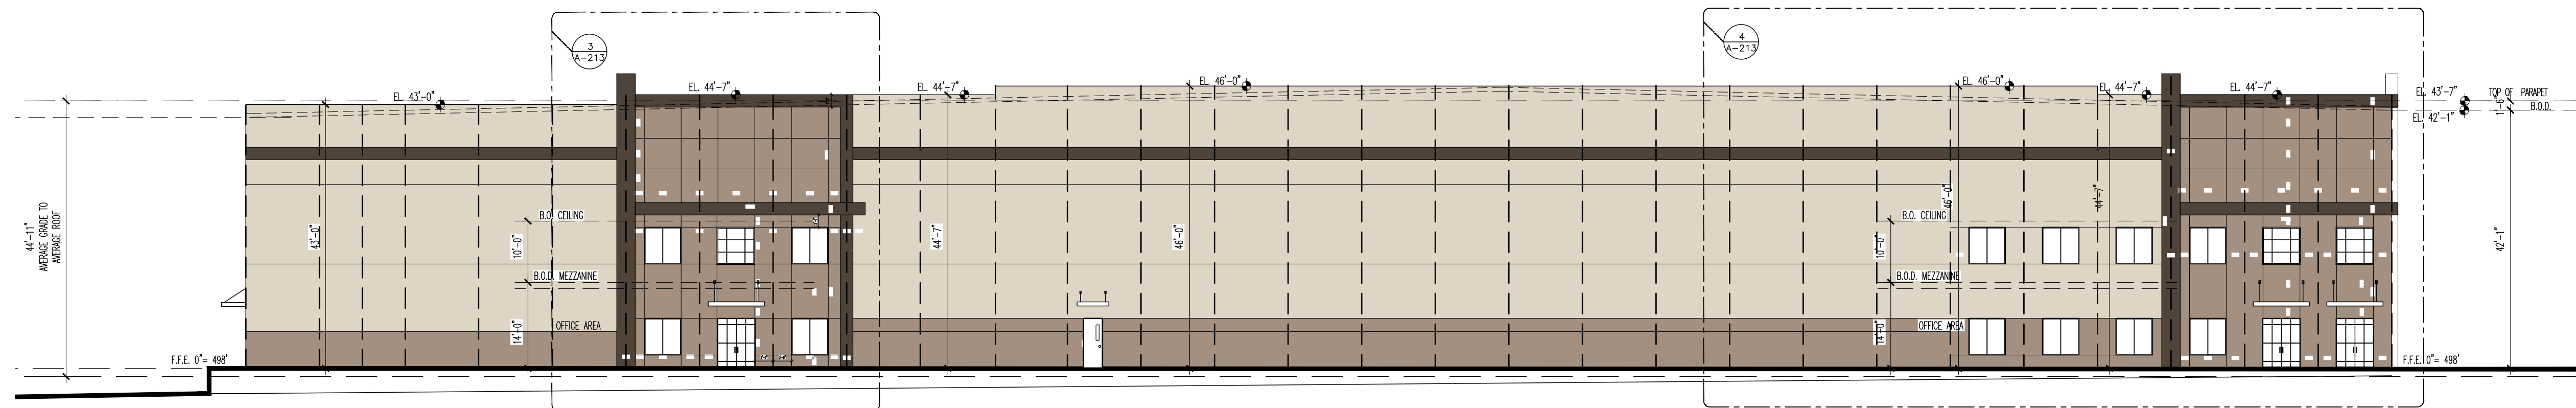 3
A-213
4
A-213
EL. 43'-0"
EL. 44'-7"
EL. 44'-7"
EL. 46'-0"
EL. 46'-0"
EL. 44'-7"
EL. 44'-7"
EL. 43'-7"
TOP OF PARAPET
1'-6"
B.O.D.
EL. 42'-1"
44'-11"
AVERAGE GRADE TO
AVERAGE ROOF
43'-0"
B.O. CEILING
10'-0"
B.O.D. MEZZANINE
14'-0"
OFFICE AREA
44'-7"
46'-0"
B.O. CEILING
10'-0"
B.O.D. MEZZANINE
14'-0"
OFFICE AREA
46'-0"
44'-7"
42'-1"
F.F.E. 0"= 498'
F.F.E. 0"= 498'